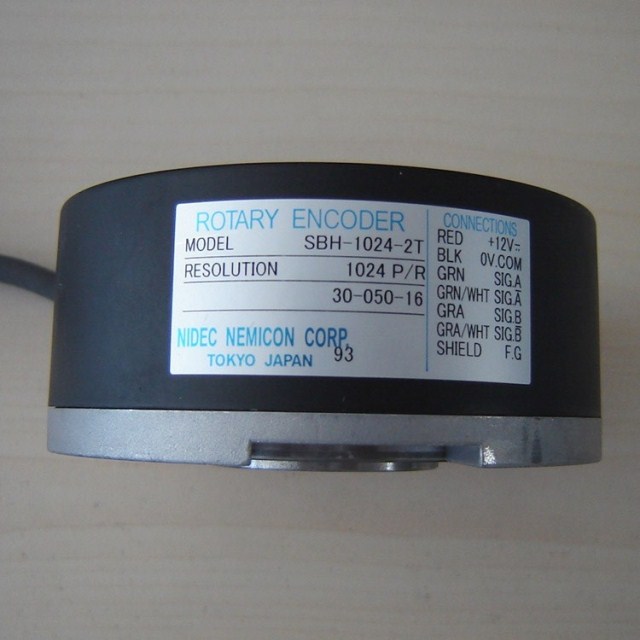 ROTARY ENCODER
MODEL SBH-1024-2T
RESOLUTION 1024 P/R
30-050-16
NIDEC NEMICON CORP.
TOKYO JAPAN 93
CONNECTIONS
RED +12V⎓
BLK 0V.COM
GRN SIG.A
GRN/WHT SIG.A̅
GRA SIG.B
GRA/WHT SIG.B̅
SHIELD F.G